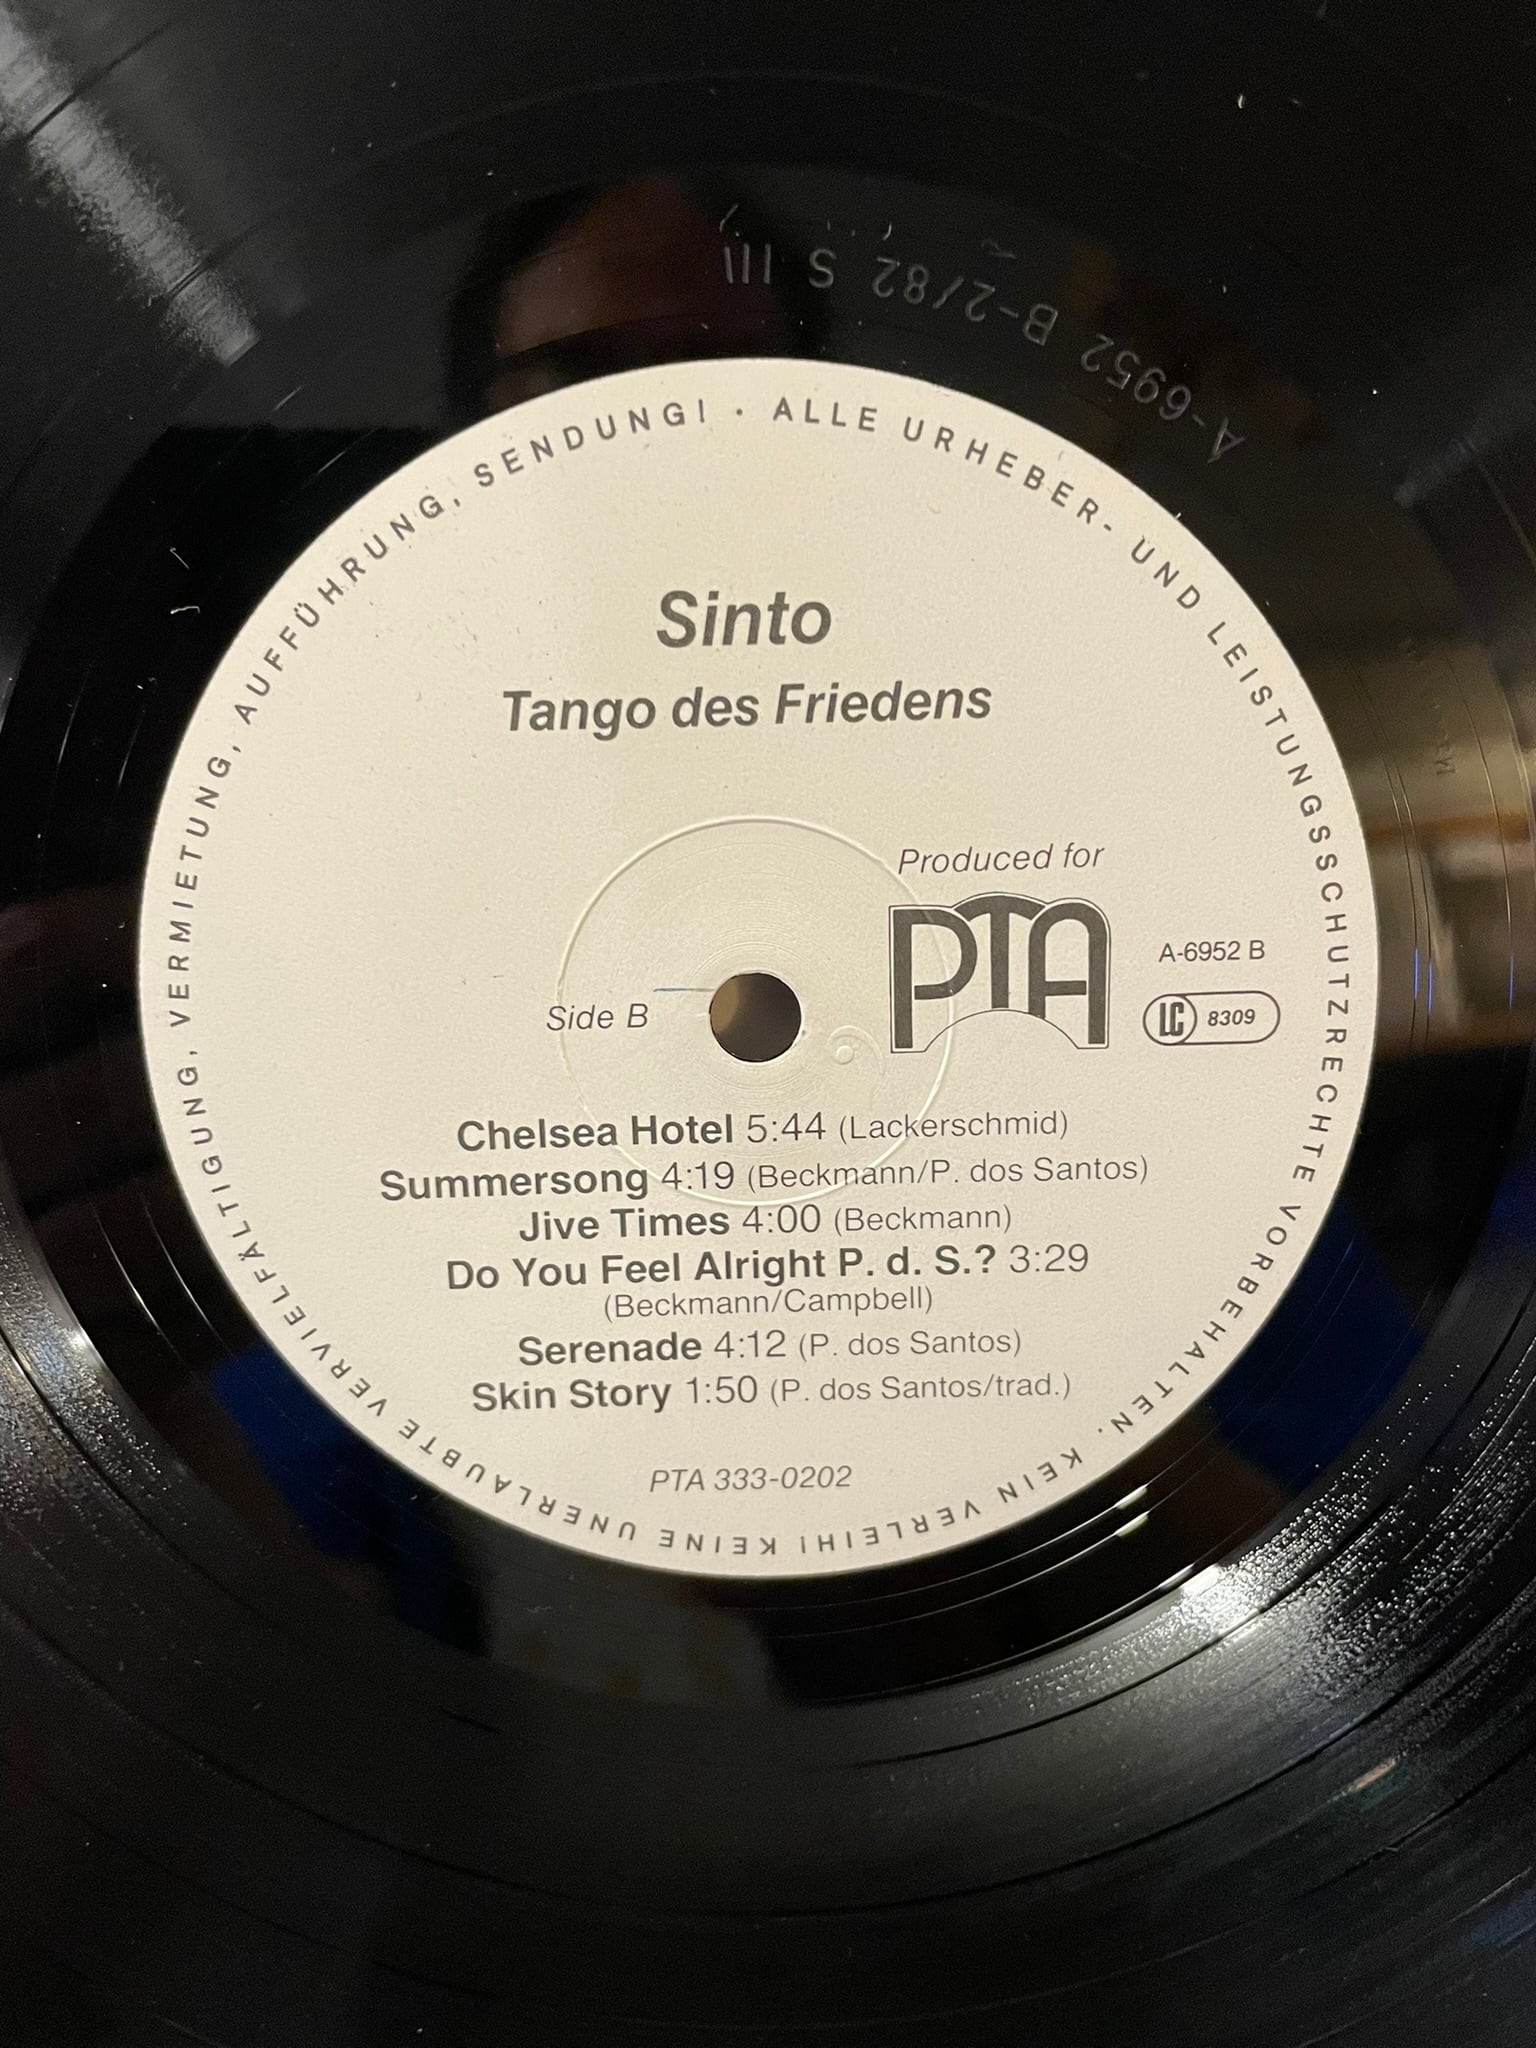 A-6952 B-2/82 S III
ALLE URHEBER- UND LEISTUNGSSCHUTZRECHTE VORBEHALTEN. KEIN VERLEIH! KEINE UNERLAUBTE VERVIELFÄLTIGUNG, VERMIETUNG, AUFFÜHRUNG, SENDUNG! ·
Sinto
Tango des Friedens
Produced for
PTA
A-6952 B
LC 8309
Side B
Chelsea Hotel 5:44 (Lackerschmid)
Summersong 4:19 (Beckmann/P. dos Santos)
Jive Times 4:00 (Beckmann)
Do You Feel Alright P. d. S.? 3:29
(Beckmann/Campbell)
Serenade 4:12 (P. dos Santos)
Skin Story 1:50 (P. dos Santos/trad.)
PTA 333-0202